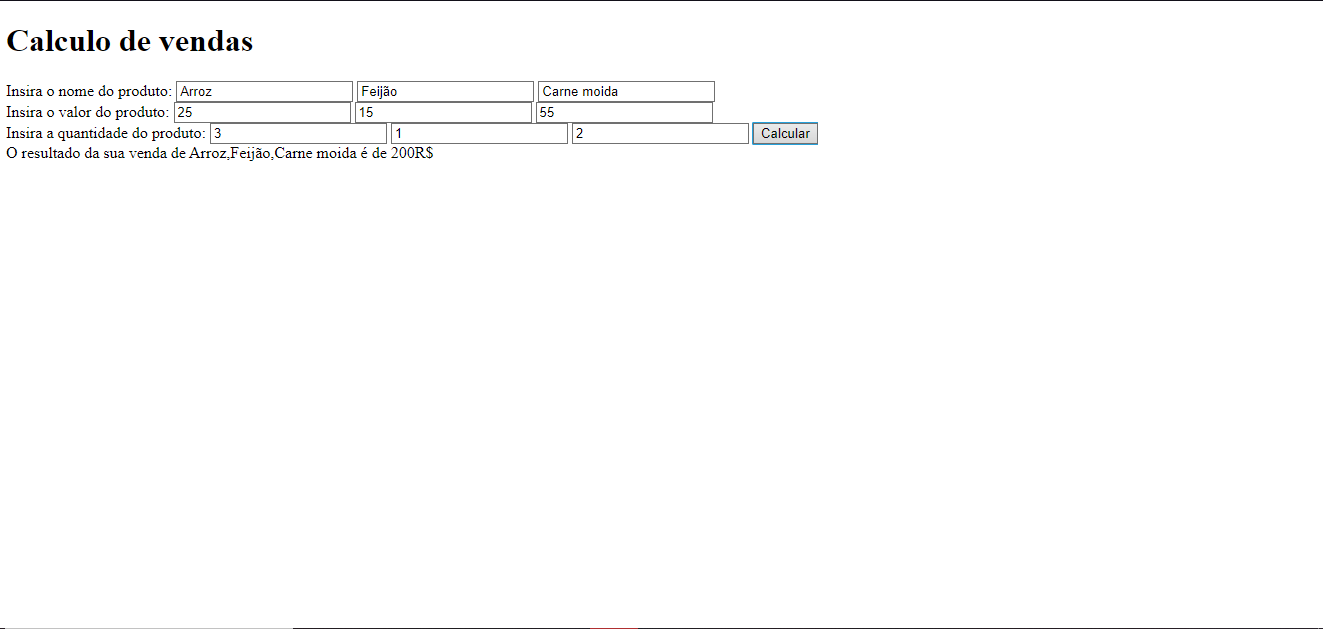 Calculo de vendas
Insira o nome do produto: Arroz Feijão Carne moida
Insira o valor do produto: 25 15 55
Insira a quantidade do produto: 3 1 2 Calcular
O resultado da sua venda de Arroz,Feijão,Carne moida é de 200R$